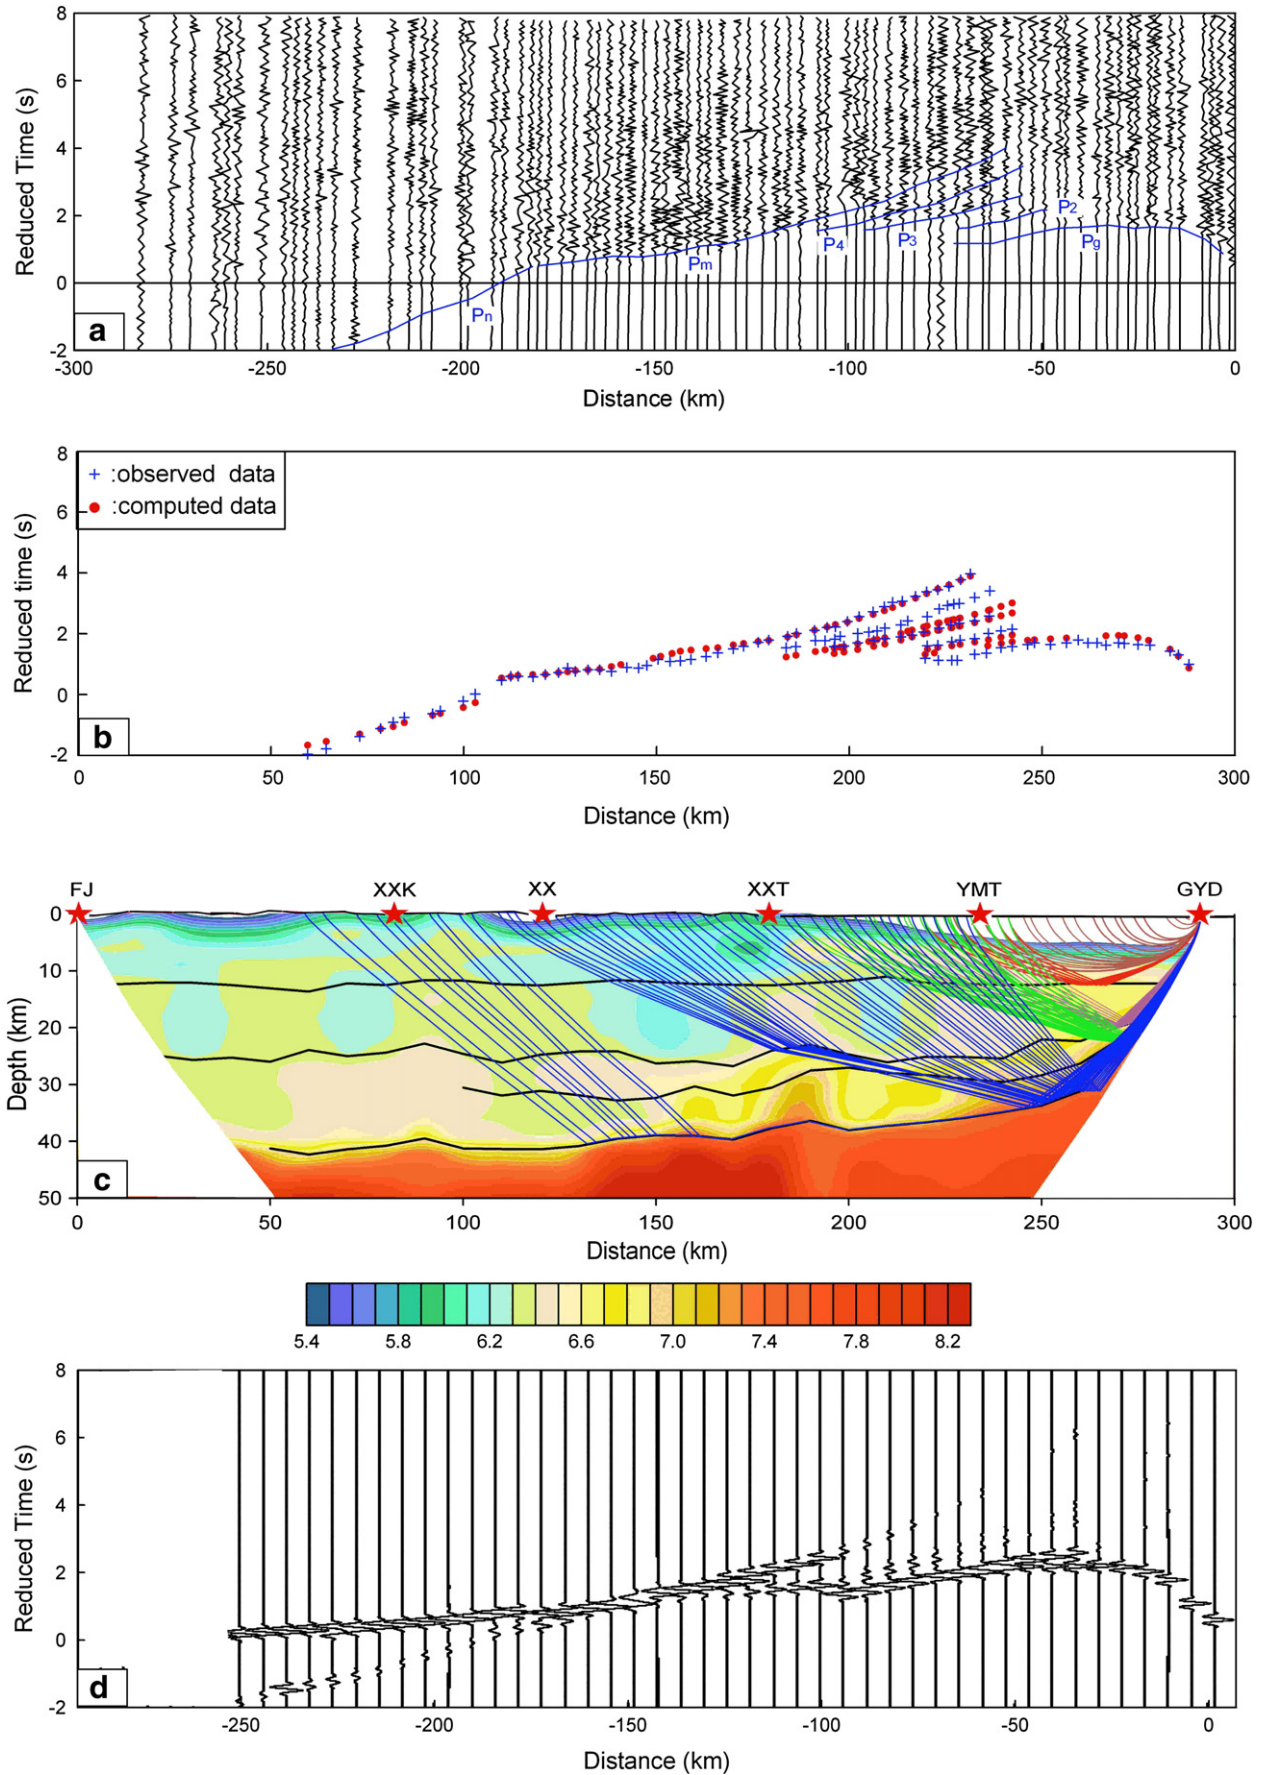 8
6
4
2
0
-2
Reduced Time (s)
P2
P4
P3
Pg
Pm
Pn
a
-300 -250 -200 -150 -100 -50 0
Distance (km)
8
6
4
2
0
-2
Reduced time (s)
+ :observed data
● :computed data
b
0 50 100 150 200 250 300
Distance (km)
FJ XXK XX XXT YMT GYD
0
10
20
30
40
50
Depth (km)
c
0 50 100 150 200 250 300
Distance (km)
5.4 5.8 6.2 6.6 7.0 7.4 7.8 8.2
8
6
4
2
0
-2
Reduced Time (s)
d
-250 -200 -150 -100 -50 0
Distance (km)